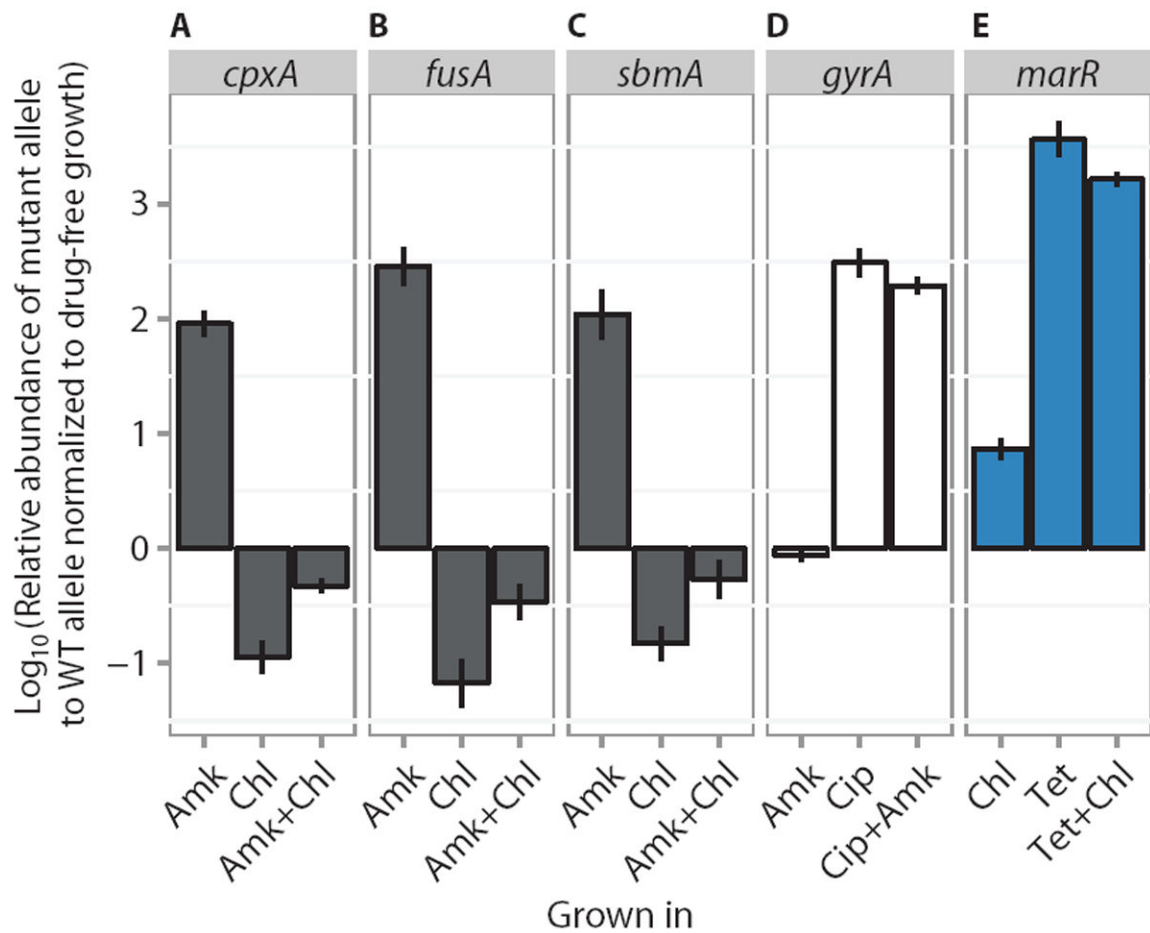 A B C D E
cpxA fusA sbmA gyrA marR
Log₁₀(Relative abundance of mutant allele
to WT allele normalized to drug-free growth)
3
2
1
0
−1
Amk Chl Amk+Chl Amk Chl Amk+Chl Amk Chl Amk+Chl Amk Cip Cip+Amk Chl Tet Tet+Chl
Grown in